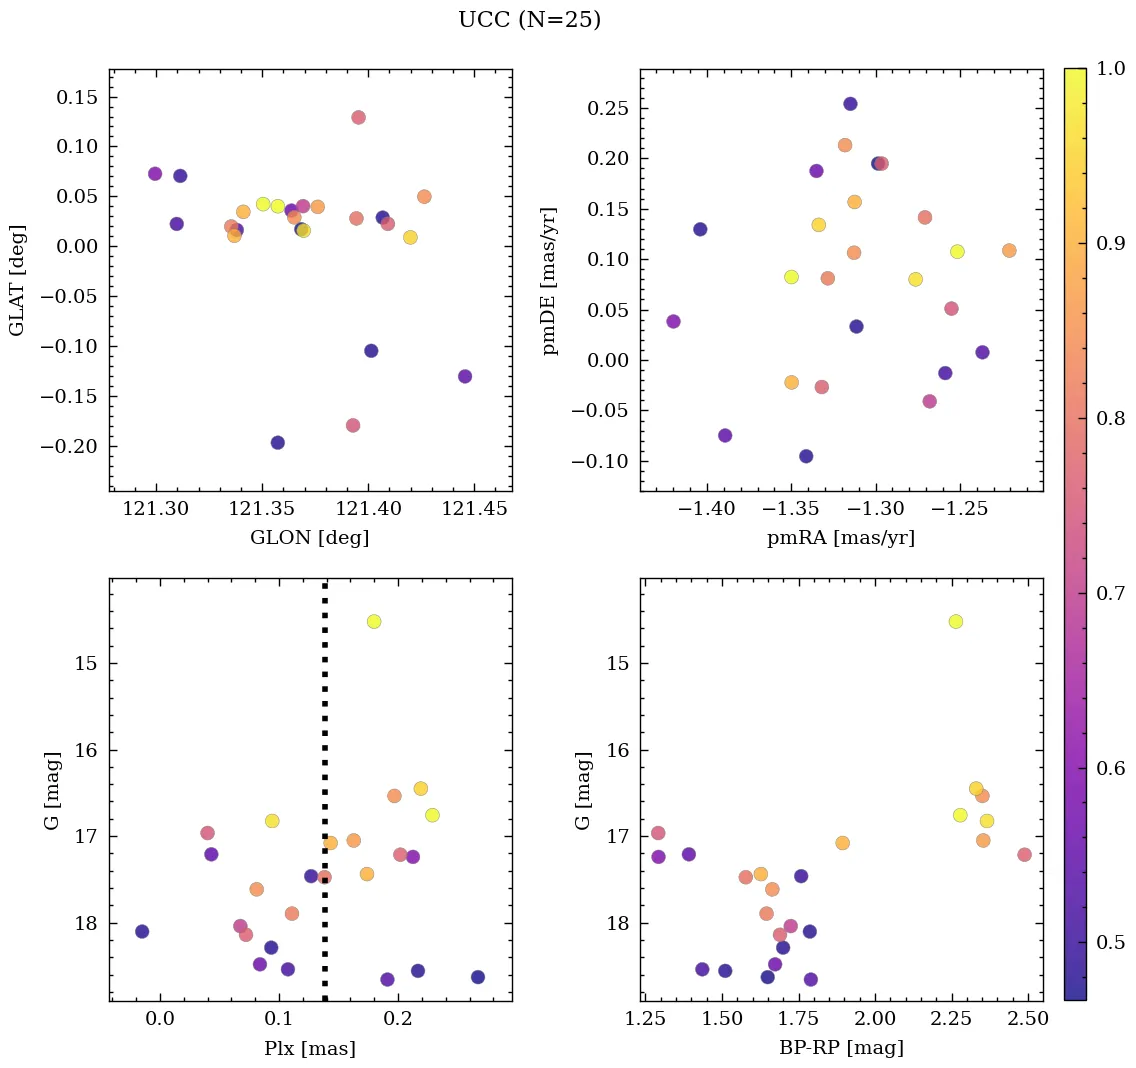 UCC (N=25)
0.15
0.10
0.05
0.00
−0.05
−0.10
−0.15
−0.20
GLAT [deg]
121.30 121.35 121.40 121.45
GLON [deg]
0.25
0.20
0.15
0.10
0.05
0.00
−0.05
−0.10
pmDE [mas/yr]
−1.40 −1.35 −1.30 −1.25
pmRA [mas/yr]
15
16
17
18
G [mag]
0.0 0.1 0.2
Plx [mas]
15
16
17
18
G [mag]
1.25 1.50 1.75 2.00 2.25 2.50
BP-RP [mag]
1.0
0.9
0.8
0.7
0.6
0.5